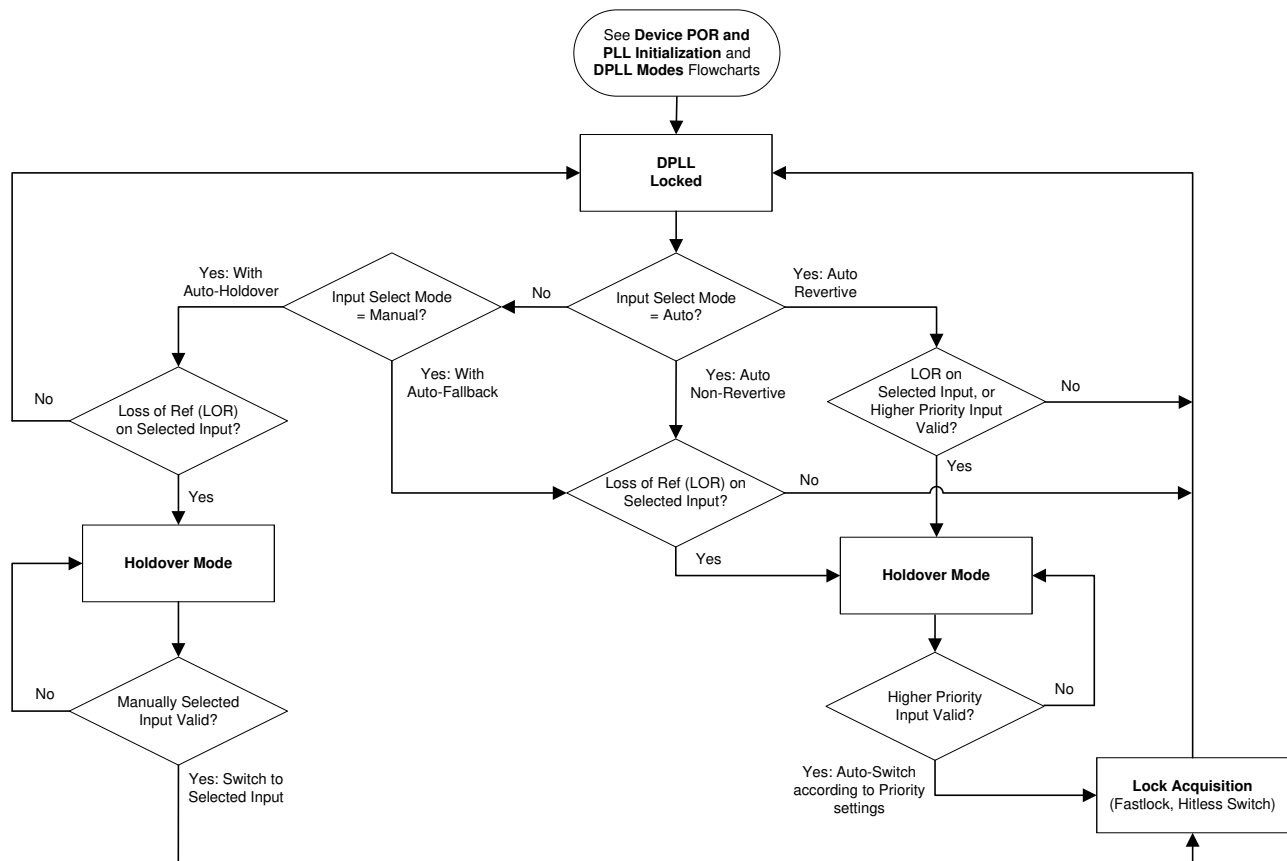 See Device POR and
PLL Initialization and
DPLL Modes Flowcharts
DPLL
Locked
Yes: With
Auto-Holdover
Input Select Mode
= Manual?
No
Input Select Mode
= Auto?
Yes: Auto
Revertive
Yes: With
Auto-Fallback
Yes: Auto
Non-Revertive
LOR on
Selected Input, or
Higher Priority Input
Valid?
No
No
Loss of Ref (LOR)
on Selected Input?
Yes
Loss of Ref (LOR) on
Selected Input?
No
Yes
Yes
Holdover Mode
Holdover Mode
No
Manually Selected
Input Valid?
Higher Priority
Input Valid?
No
Yes: Switch to
Selected Input
Yes: Auto-Switch
according to Priority
settings
Lock Acquisition
(Fastlock, Hitless Switch)